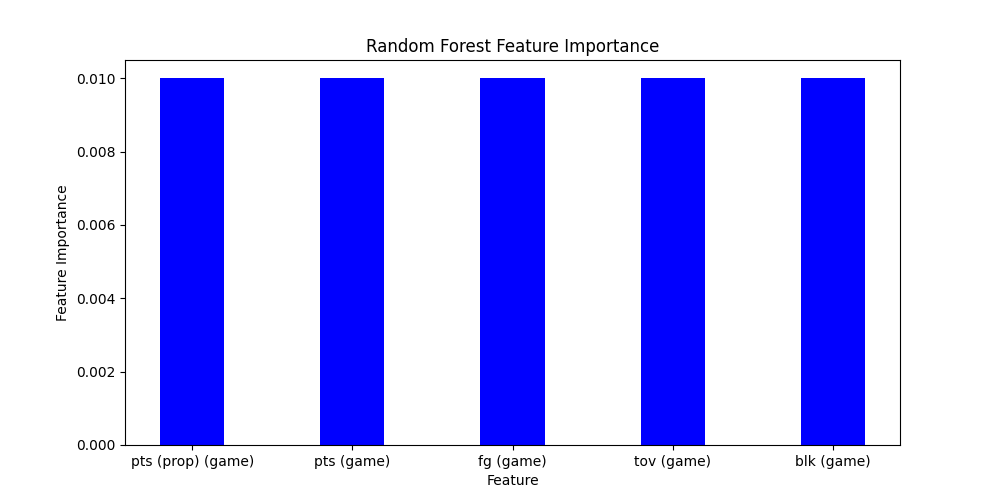 Random Forest Feature Importance
Feature Importance
0.010
0.008
0.006
0.004
0.002
0.000
pts (prop) (game) pts (game) fg (game) tov (game) blk (game)
Feature